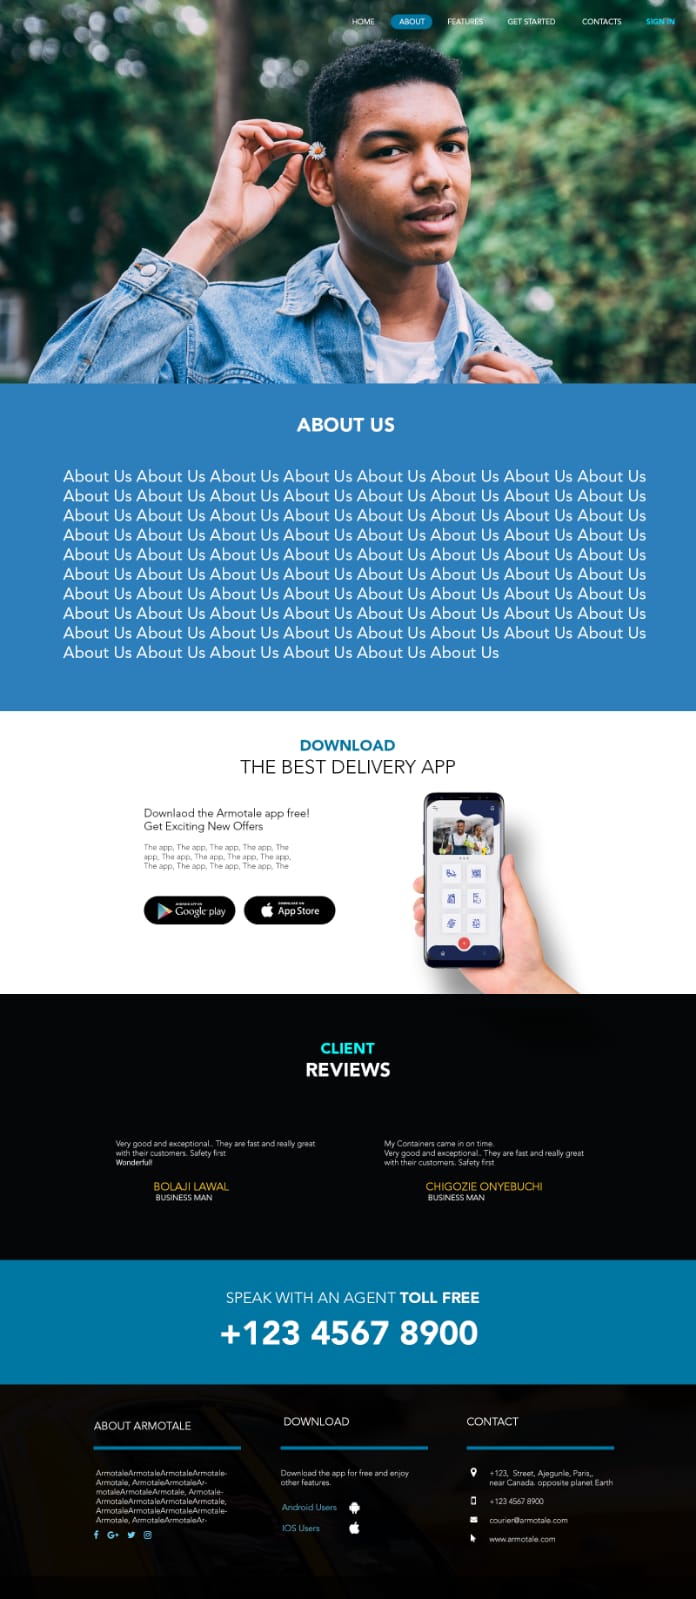 HOME ABOUT FEATURES GET STARTED CONTACTS SIGN IN
ABOUT US
About Us About Us About Us About Us About Us About Us About Us About Us
About Us About Us About Us About Us About Us About Us About Us About Us
About Us About Us About Us About Us About Us About Us About Us About Us
About Us About Us About Us About Us About Us About Us About Us About Us
About Us About Us About Us About Us About Us About Us About Us About Us
About Us About Us About Us About Us About Us About Us About Us About Us
About Us About Us About Us About Us About Us About Us About Us About Us
About Us About Us About Us About Us About Us About Us About Us About Us
About Us About Us About Us About Us About Us About Us About Us About Us
About Us About Us About Us About Us About Us About Us
DOWNLOAD
THE BEST DELIVERY APP
Downlaod the Armotale app free!
Get Exciting New Offers
The app, The app, The app, The app, The
app, The app, The app, The app, The app,
The app, The app, The app, The app, The
ANDROID APP ON
Google play
DOWNLOAD ON
App Store
CLIENT
REVIEWS
Very good and exceptional.. They are fast and really great
with their customers. Safety first
Wonderful!
BOLAJI LAWAL
BUSINESS MAN
My Containers came in on time.
Very good and exceptional.. They are fast and really great
with their customers. Safety first
CHIGOZIE ONYEBUCHI
BUSINESS MAN
SPEAK WITH AN AGENT TOLL FREE
+123 4567 8900
ABOUT ARMOTALE
ArmotaleArmotaleArmotaleArmotale-
Armotale, ArmotaleArmotaleAr-
motaleArmotaleArmotale, Armotale-
ArmotaleArmotaleArmotaleArmotale,
ArmotaleArmotaleArmotaleArmotale-
Armotale, ArmotaleArmotaleAr-
DOWNLOAD
Download the app for free and enjoy
other features.
Android Users
IOS Users
CONTACT
+123, Street, Ajegunle, Paris,,
near Canada. opposite planet Earth
+123 4567 8900
courier@armotale.com
www.armotale.com